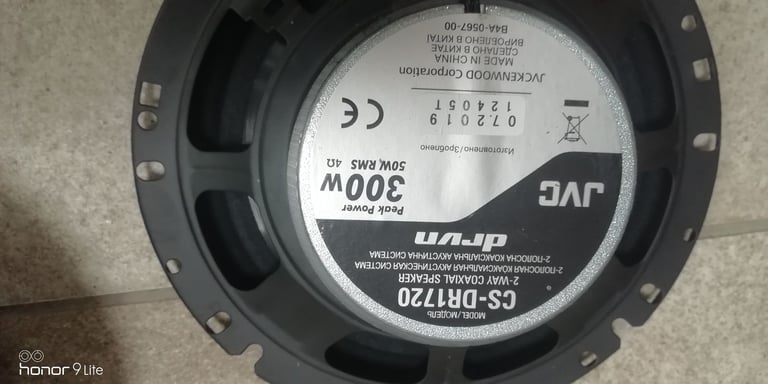 MODEL/МОДЕЛЬ
CS-DR1720
2-WAY COAXIAL SPEAKER
2-ПОЛОСНАЯ КОАКСИАЛЬНАЯ АКУСТИЧЕСКАЯ СИСТЕМА
2-ПОЛОСНА КОАКСІАЛЬНА АКУСТИЧНА СИСТЕМА
drvn
JVC
Peak Power
300W
50W, RMS 4Ω
Изготовлено/Зроблено
07.2019
12405T
CE
JVCKENWOOD Corporation
MADE IN CHINA
СДЕЛАНО В КИТАЕ
ВИРОБЛЕНО В КИТАЇ
B4A-0567-00
honor 9 Lite